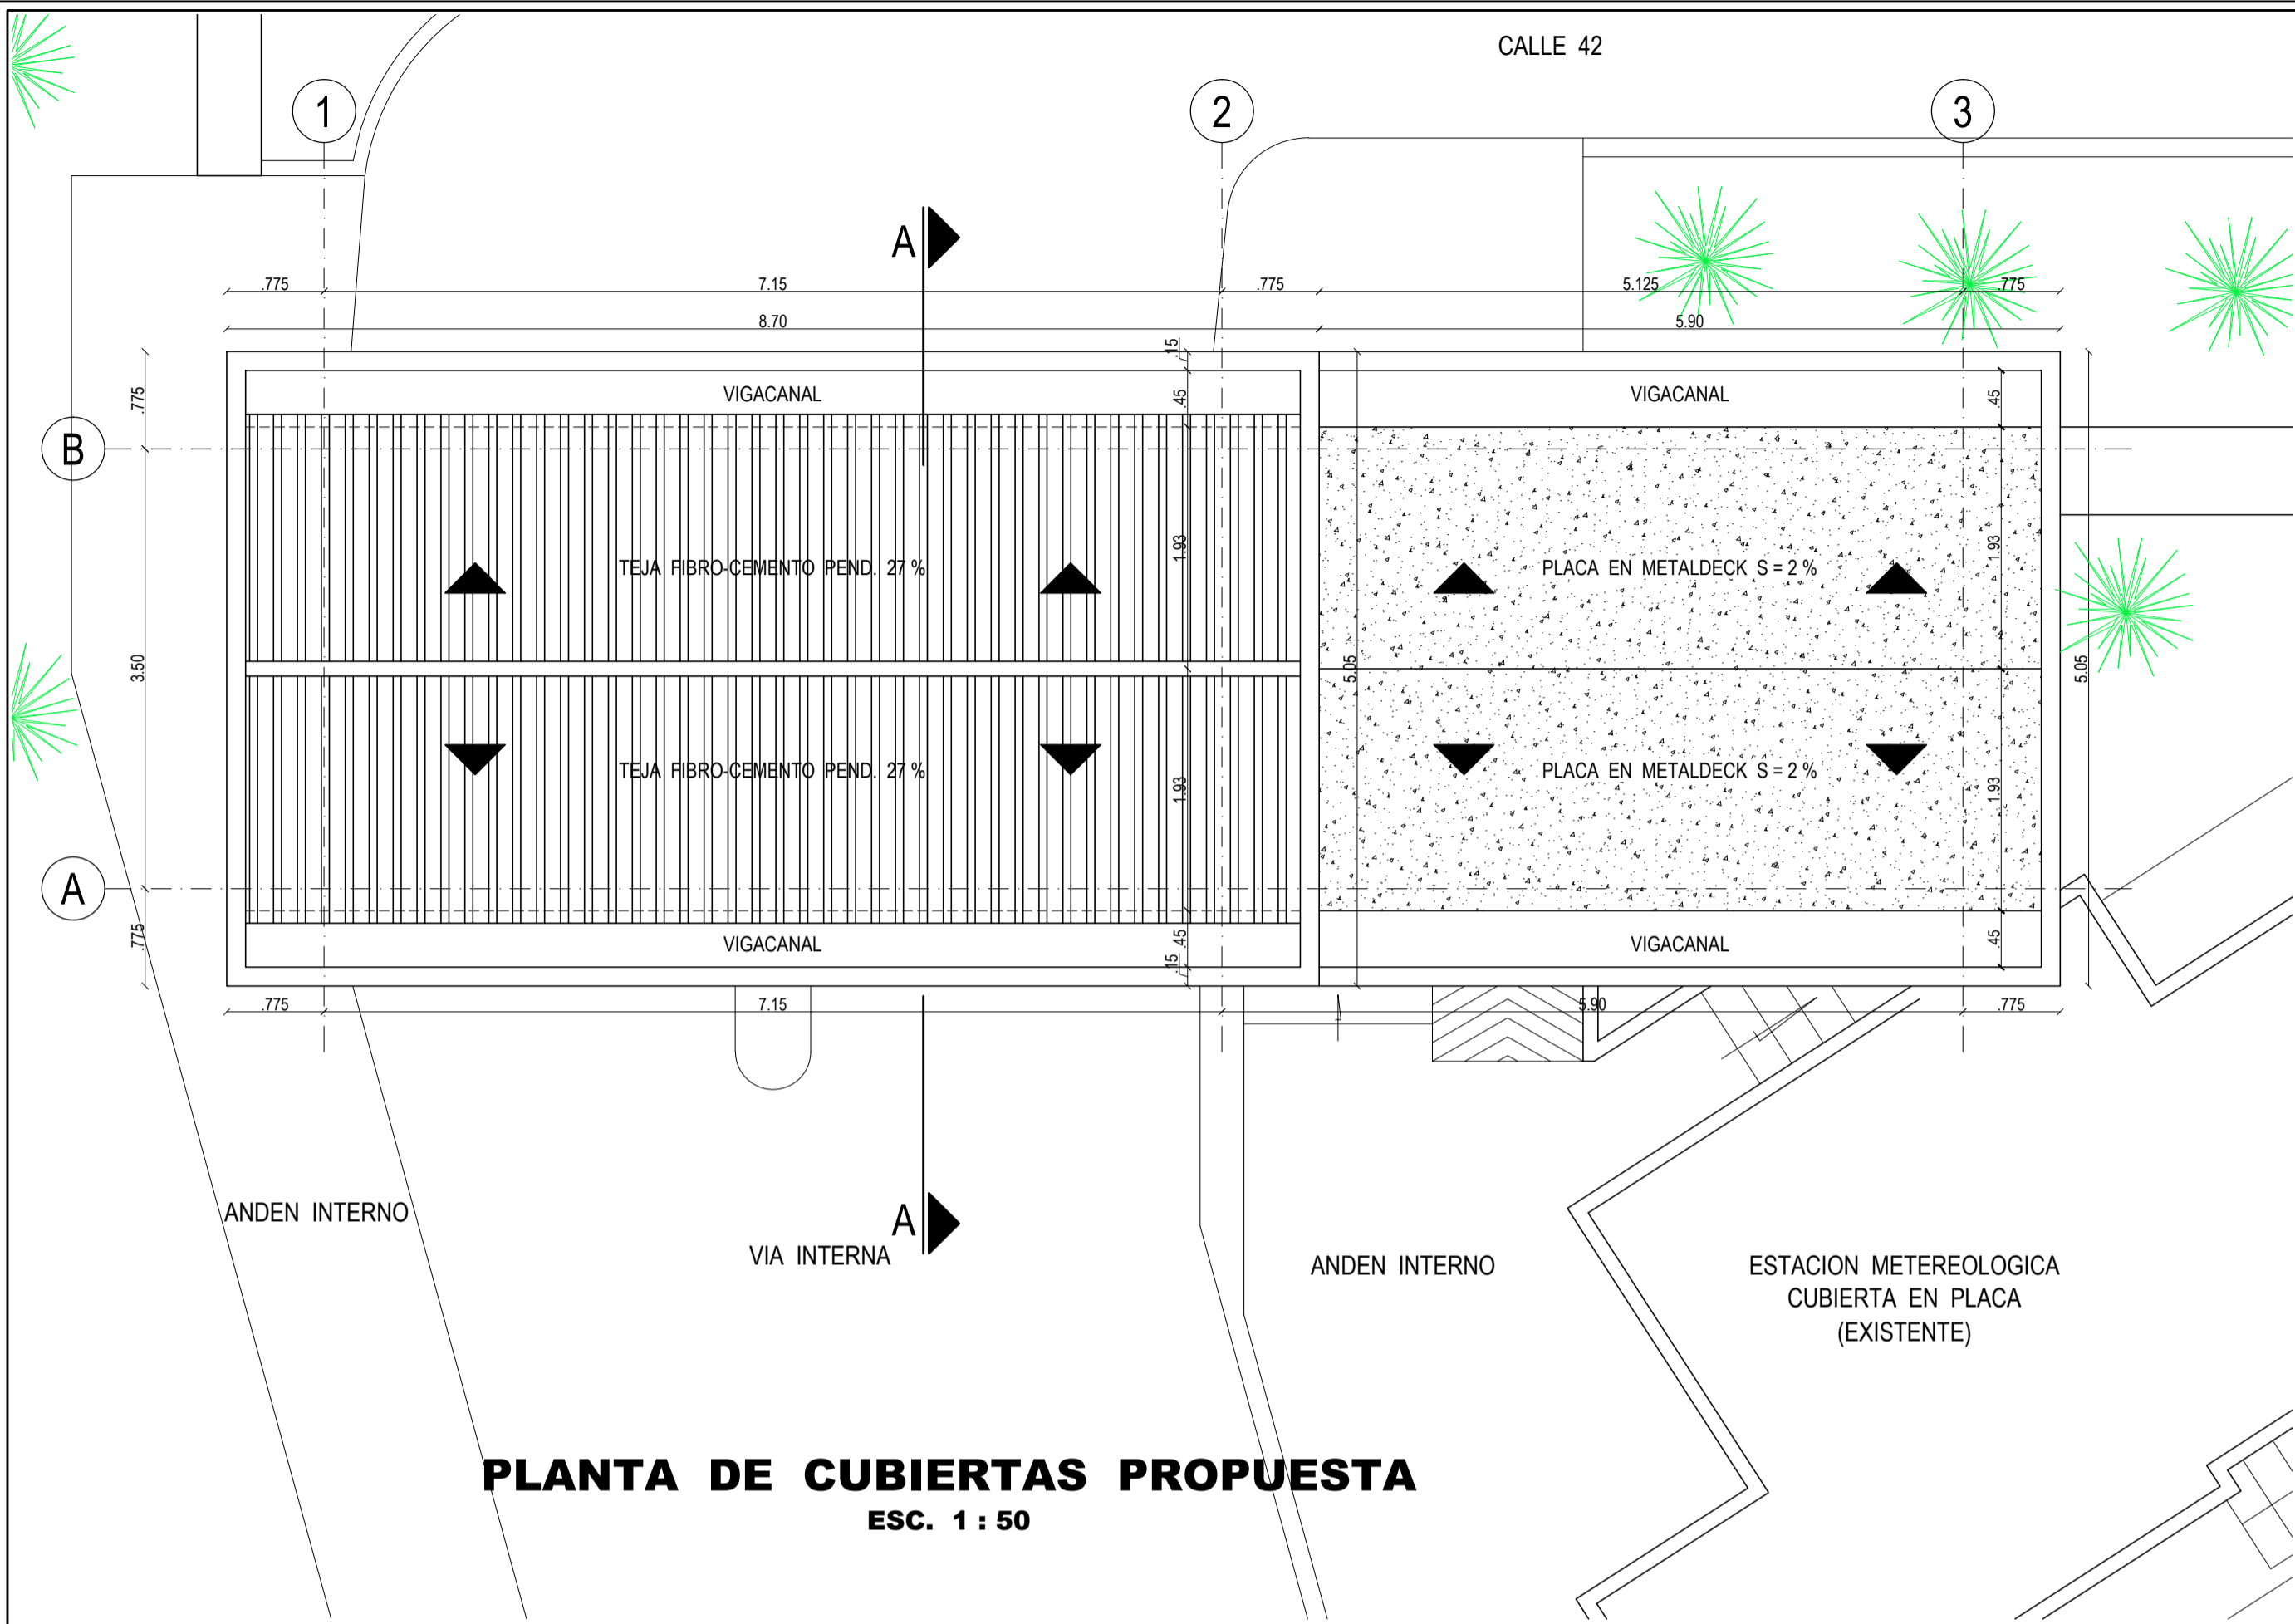 CALLE 42
1
2
3
A
.775
7.15
.775
5.125
.775
8.70
5.90
.15
.775
VIGACANAL
.45
VIGACANAL
.45
B
TEJA FIBRO-CEMENTO PEND. 27 %
1.93
PLACA EN METALDECK S = 2 %
1.93
3.50
5.05
5.05
TEJA FIBRO-CEMENTO PEND. 27 %
1.93
PLACA EN METALDECK S = 2 %
1.93
A
.775
VIGACANAL
.45
VIGACANAL
.45
.15
.775
7.15
5.90
.775
ANDEN INTERNO
A
VIA INTERNA
ANDEN INTERNO
ESTACION METEREOLOGICA
CUBIERTA EN PLACA
(EXISTENTE)
PLANTA DE CUBIERTAS PROPUESTA
ESC. 1 : 50